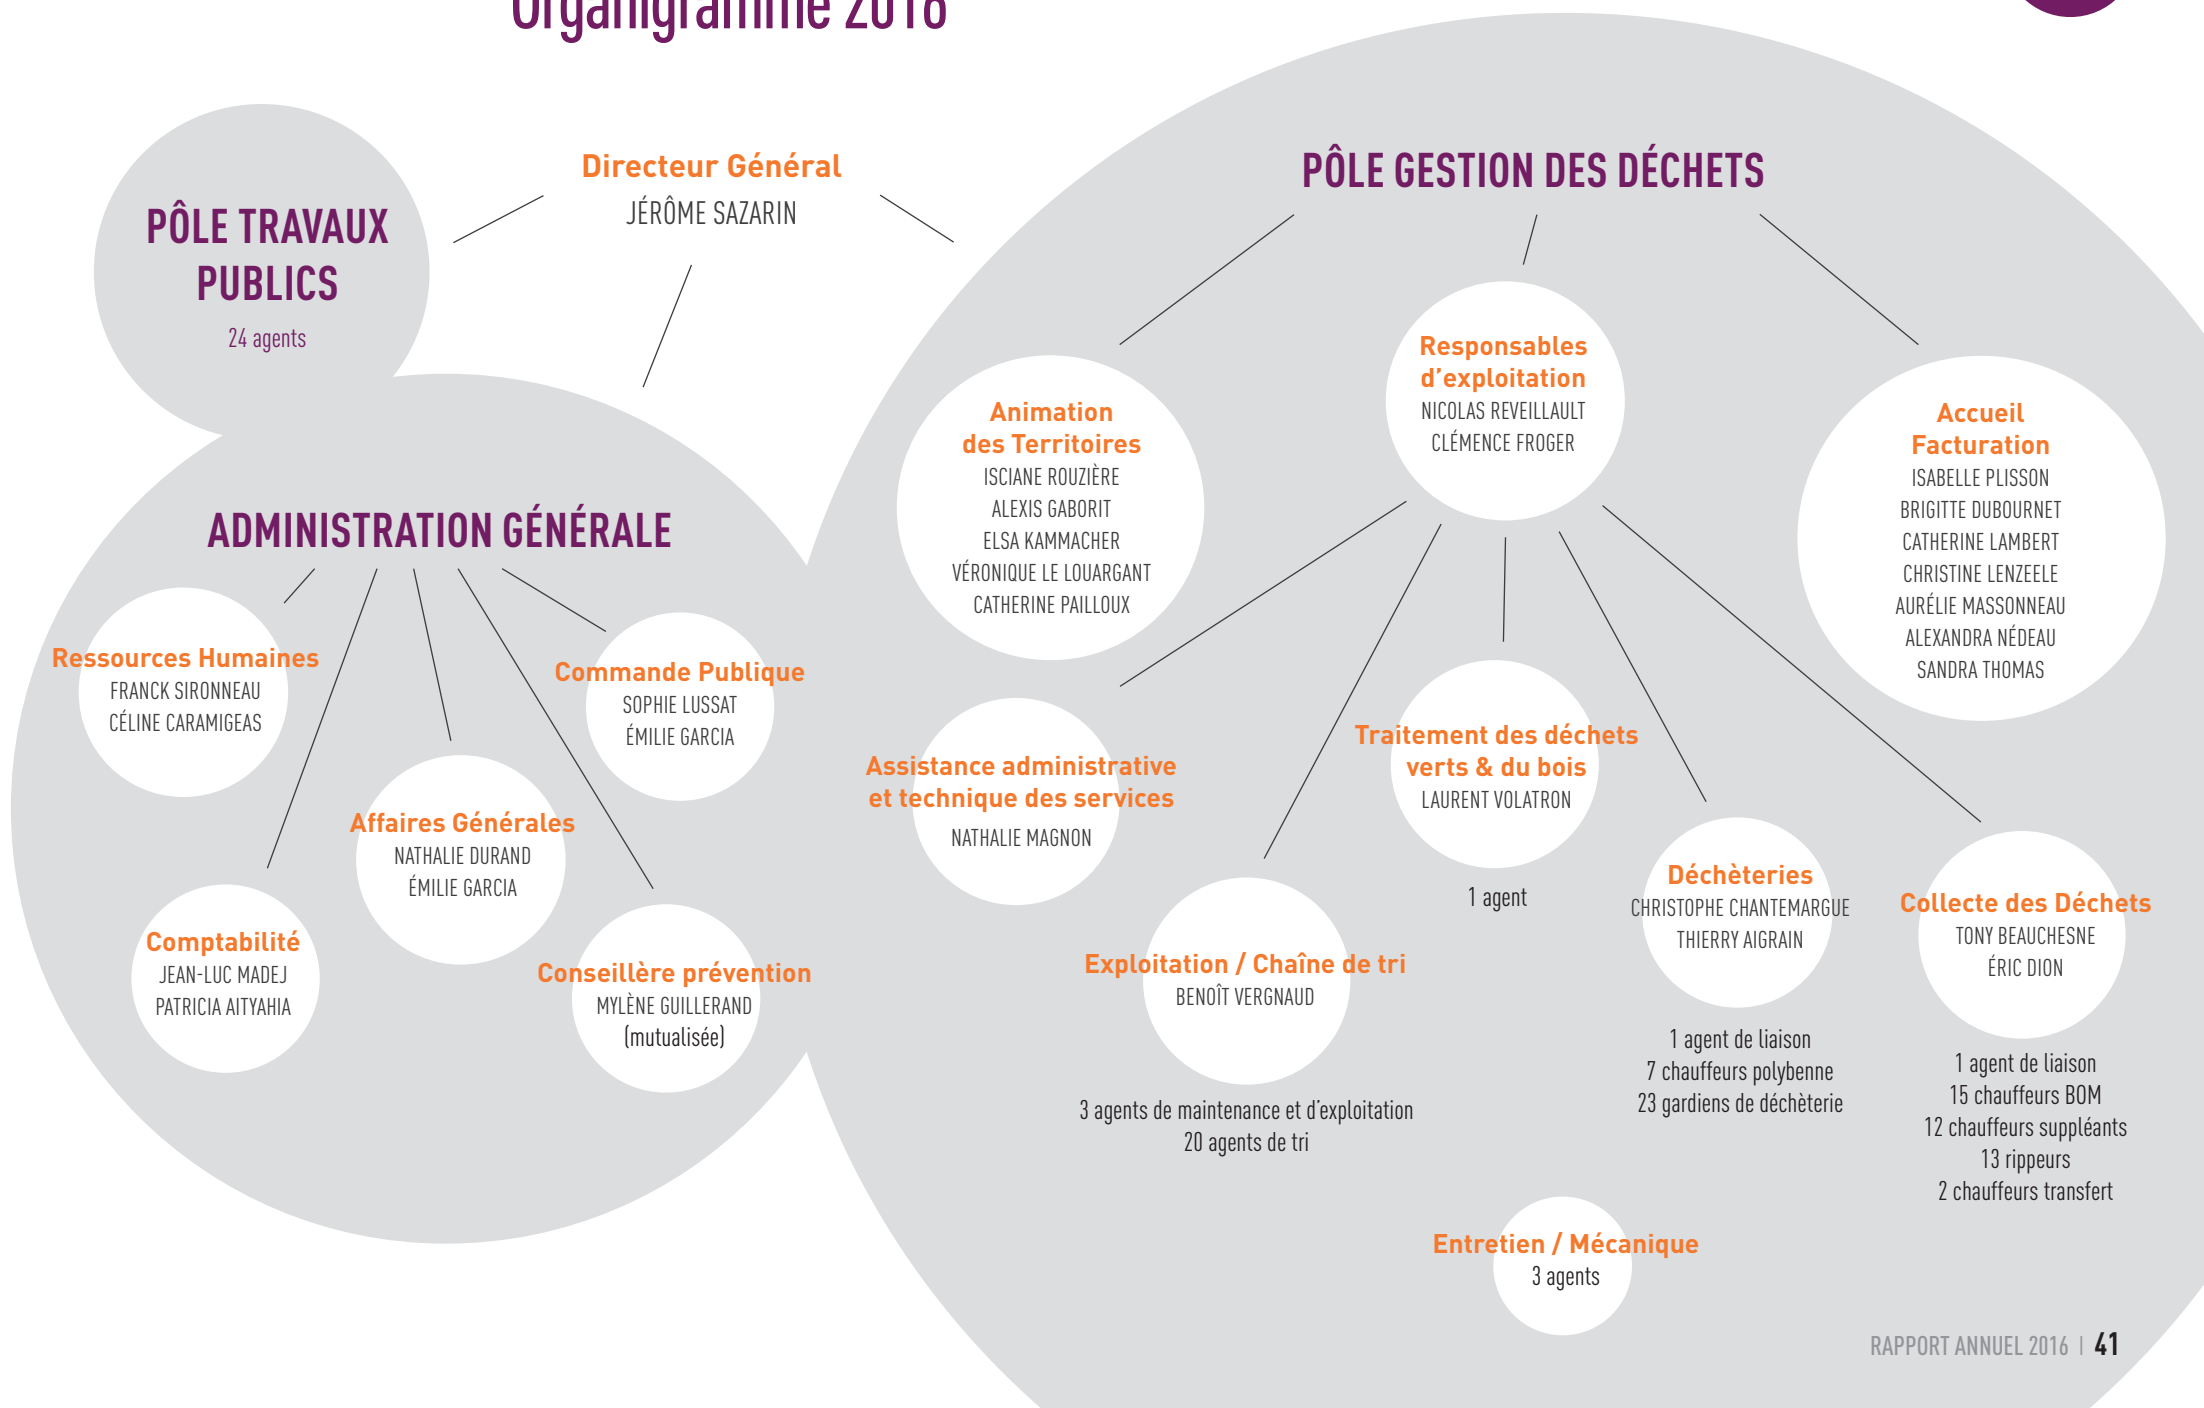 Organigramme 2016
Directeur Général
JÉRÔME SAZARIN
PÔLE TRAVAUX
PUBLICS
24 agents
ADMINISTRATION GÉNÉRALE
Ressources Humaines
FRANCK SIRONNEAU
CÉLINE CARAMIGEAS
Commande Publique
SOPHIE LUSSAT
ÉMILIE GARCIA
Affaires Générales
NATHALIE DURAND
ÉMILIE GARCIA
Comptabilité
JEAN-LUC MADEJ
PATRICIA AITYAHIA
Conseillère prévention
MYLÈNE GUILLERAND
(mutualisée)
PÔLE GESTION DES DÉCHETS
Animation
des Territoires
ISCIANE ROUZIÈRE
ALEXIS GABORIT
ELSA KAMMACHER
VÉRONIQUE LE LOUARGANT
CATHERINE PAILLOUX
Responsables
d’exploitation
NICOLAS REVEILLAULT
CLÉMENCE FROGER
Accueil
Facturation
ISABELLE PLISSON
BRIGITTE DUBOURNET
CATHERINE LAMBERT
CHRISTINE LENZEELE
AURÉLIE MASSONNEAU
ALEXANDRA NÉDEAU
SANDRA THOMAS
Assistance administrative
et technique des services
NATHALIE MAGNON
Exploitation / Chaîne de tri
BENOÎT VERGNAUD
3 agents de maintenance et d’exploitation
20 agents de tri
Traitement des déchets
verts & du bois
LAURENT VOLATRON
1 agent
Déchèteries
CHRISTOPHE CHANTEMARGUE
THIERRY AIGRAIN
1 agent de liaison
7 chauffeurs polybenne
23 gardiens de déchèterie
Collecte des Déchets
TONY BEAUCHESNE
ÉRIC DION
1 agent de liaison
15 chauffeurs BOM
12 chauffeurs suppléants
13 rippeurs
2 chauffeurs transfert
Entretien / Mécanique
3 agents
RAPPORT ANNUEL 2016 | 41